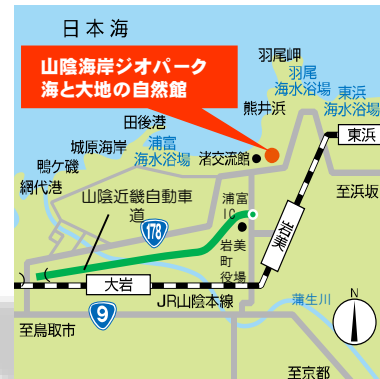 日本海
羽尾岬
山陰海岸ジオパーク
海と大地の自然館
羽尾
海水浴場
東浜
海水浴場
熊井浜
田後港
東浜
城原海岸
浦富
海水浴場
渚交流館
鴨ケ磯
網代港
至浜坂
山陰近畿自動車
道
浦富
IC
178
岩美
岩美
町
役場
大岩
JR山陰本線
蒲生川
9
N
至鳥取市
至京都